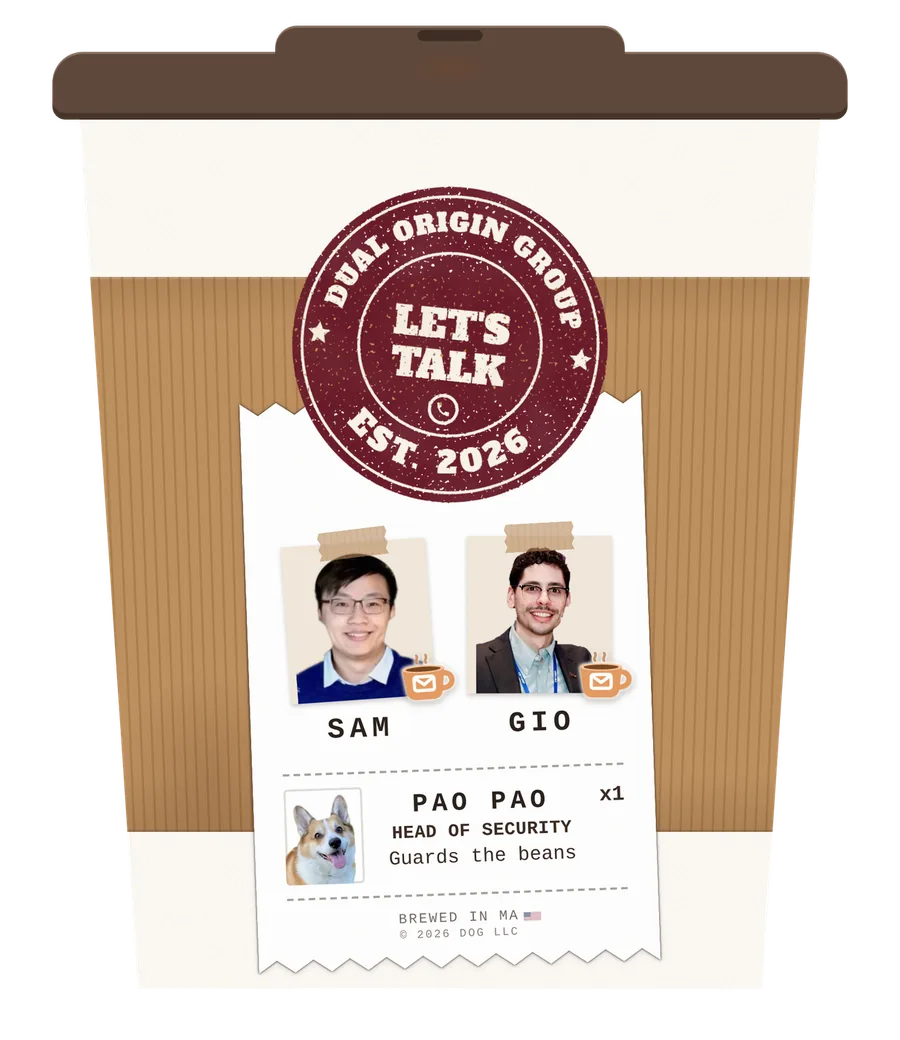 DUAL ORIGIN GROUP
LET'S
TALK
EST. 2026
SAM
GIO
PAO PAO
x1
HEAD OF SECURITY
Guards the beans
BREWED IN MA
© 2026 DOG LLC